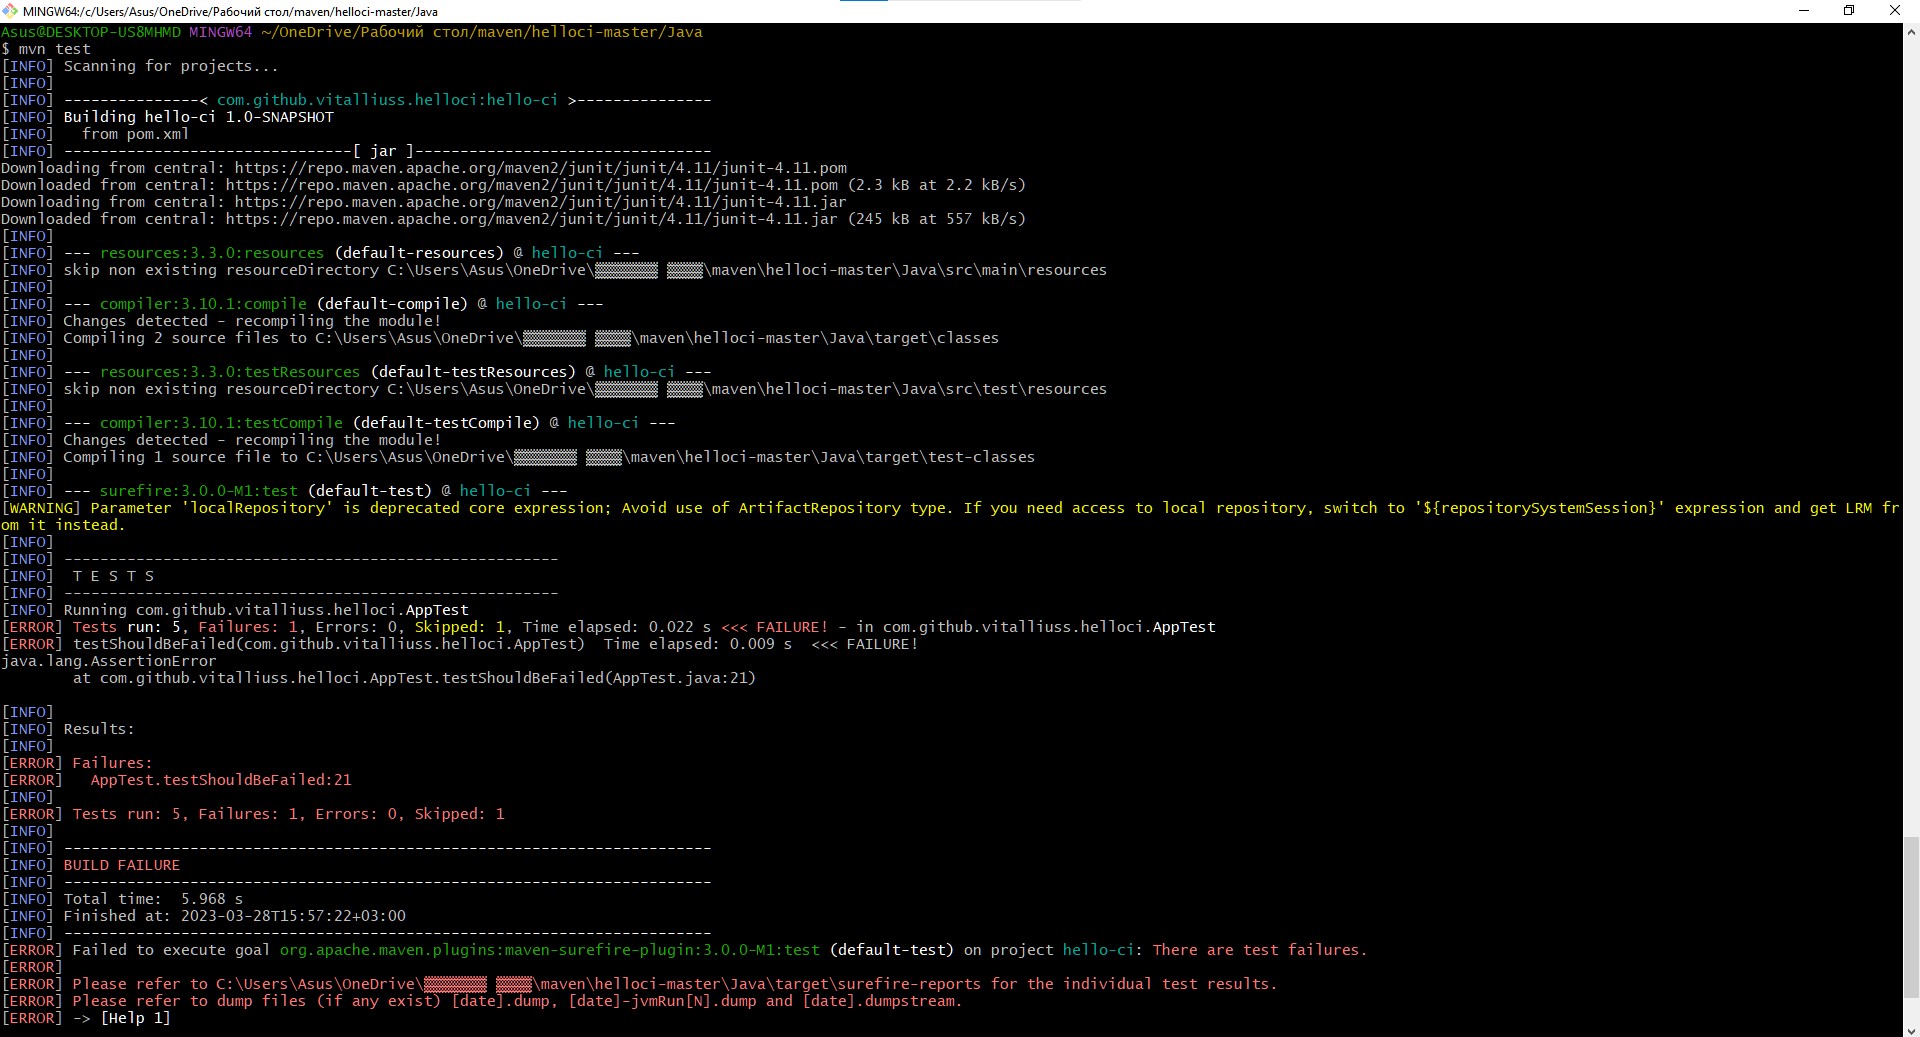 MINGW64:/c/Users/Asus/OneDrive/Рабочий стол/maven/helloci-master/Java
Asus@DESKTOP-US8MHMD MINGW64 ~/OneDrive/Рабочий стол/maven/helloci-master/Java
$ mvn test
[INFO] Scanning for projects...
[INFO]
[INFO] ---------------< com.github.vitalliuss.helloci:hello-ci >---------------
[INFO] Building hello-ci 1.0-SNAPSHOT
[INFO]   from pom.xml
[INFO] --------------------------------[ jar ]---------------------------------
Downloading from central: https://repo.maven.apache.org/maven2/junit/junit/4.11/junit-4.11.pom
Downloaded from central: https://repo.maven.apache.org/maven2/junit/junit/4.11/junit-4.11.pom (2.3 kB at 2.2 kB/s)
Downloading from central: https://repo.maven.apache.org/maven2/junit/junit/4.11/junit-4.11.jar
Downloaded from central: https://repo.maven.apache.org/maven2/junit/junit/4.11/junit-4.11.jar (245 kB at 557 kB/s)
[INFO]
[INFO] --- resources:3.3.0:resources (default-resources) @ hello-ci ---
[INFO] skip non existing resourceDirectory C:\Users\Asus\OneDrive\▒▒▒▒▒▒▒ ▒▒▒▒\maven\helloci-master\Java\src\main\resources
[INFO]
[INFO] --- compiler:3.10.1:compile (default-compile) @ hello-ci ---
[INFO] Changes detected - recompiling the module!
[INFO] Compiling 2 source files to C:\Users\Asus\OneDrive\▒▒▒▒▒▒▒ ▒▒▒▒\maven\helloci-master\Java\target\classes
[INFO]
[INFO] --- resources:3.3.0:testResources (default-testResources) @ hello-ci ---
[INFO] skip non existing resourceDirectory C:\Users\Asus\OneDrive\▒▒▒▒▒▒▒ ▒▒▒▒\maven\helloci-master\Java\src\test\resources
[INFO]
[INFO] --- compiler:3.10.1:testCompile (default-testCompile) @ hello-ci ---
[INFO] Changes detected - recompiling the module!
[INFO] Compiling 1 source file to C:\Users\Asus\OneDrive\▒▒▒▒▒▒▒ ▒▒▒▒\maven\helloci-master\Java\target\test-classes
[INFO]
[INFO] --- surefire:3.0.0-M1:test (default-test) @ hello-ci ---
[WARNING] Parameter 'localRepository' is deprecated core expression; Avoid use of ArtifactRepository type. If you need access to local repository, switch to '${repositorySystemSession}' expression and get LRM fr
om it instead.
[INFO]
[INFO] -------------------------------------------------------
[INFO]  T E S T S
[INFO] -------------------------------------------------------
[INFO] Running com.github.vitalliuss.helloci.AppTest
[ERROR] Tests run: 5, Failures: 1, Errors: 0, Skipped: 1, Time elapsed: 0.022 s <<< FAILURE! - in com.github.vitalliuss.helloci.AppTest
[ERROR] testShouldBeFailed(com.github.vitalliuss.helloci.AppTest)  Time elapsed: 0.009 s  <<< FAILURE!
java.lang.AssertionError
        at com.github.vitalliuss.helloci.AppTest.testShouldBeFailed(AppTest.java:21)
[INFO]
[INFO] Results:
[INFO]
[ERROR] Failures:
[ERROR]   AppTest.testShouldBeFailed:21
[INFO]
[ERROR] Tests run: 5, Failures: 1, Errors: 0, Skipped: 1
[INFO]
[INFO] ------------------------------------------------------------------------
[INFO] BUILD FAILURE
[INFO] ------------------------------------------------------------------------
[INFO] Total time:  5.968 s
[INFO] Finished at: 2023-03-28T15:57:22+03:00
[INFO] ------------------------------------------------------------------------
[ERROR] Failed to execute goal org.apache.maven.plugins:maven-surefire-plugin:3.0.0-M1:test (default-test) on project hello-ci: There are test failures.
[ERROR]
[ERROR] Please refer to C:\Users\Asus\OneDrive\▒▒▒▒▒▒▒ ▒▒▒▒\maven\helloci-master\Java\target\surefire-reports for the individual test results.
[ERROR] Please refer to dump files (if any exist) [date].dump, [date]-jvmRun[N].dump and [date].dumpstream.
[ERROR] -> [Help 1]